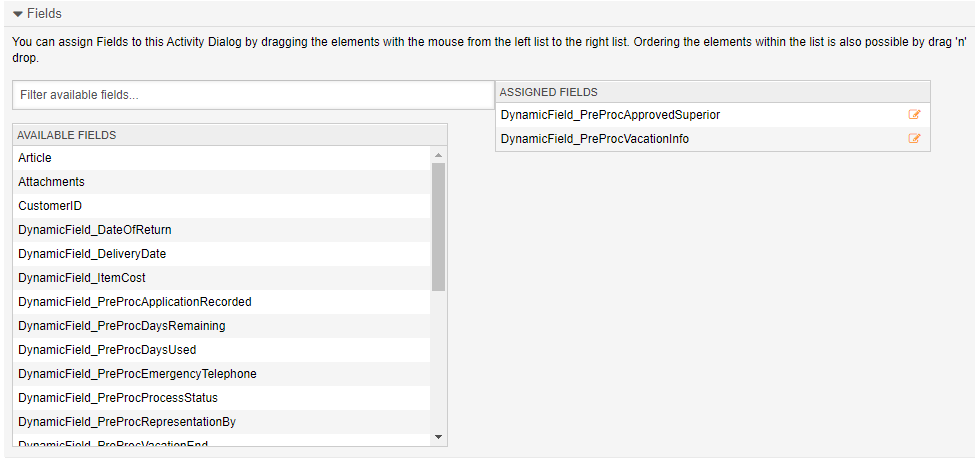 Fields
You can assign Fields to this Activity Dialog by dragging the elements with the mouse from the left list to the right list. Ordering the elements within the list is also possible by drag 'n'
drop.
Filter available fields...
AVAILABLE FIELDS
Article
Attachments
CustomerID
DynamicField_DateOfReturn
DynamicField_DeliveryDate
DynamicField_ItemCost
DynamicField_PreProcApplicationRecorded
DynamicField_PreProcDaysRemaining
DynamicField_PreProcDaysUsed
DynamicField_PreProcEmergencyTelephone
DynamicField_PreProcProcessStatus
DynamicField_PreProcRepresentationBy
DynamicField_PreProcVacationEnd
ASSIGNED FIELDS
DynamicField_PreProcApprovedSuperior
DynamicField_PreProcVacationInfo